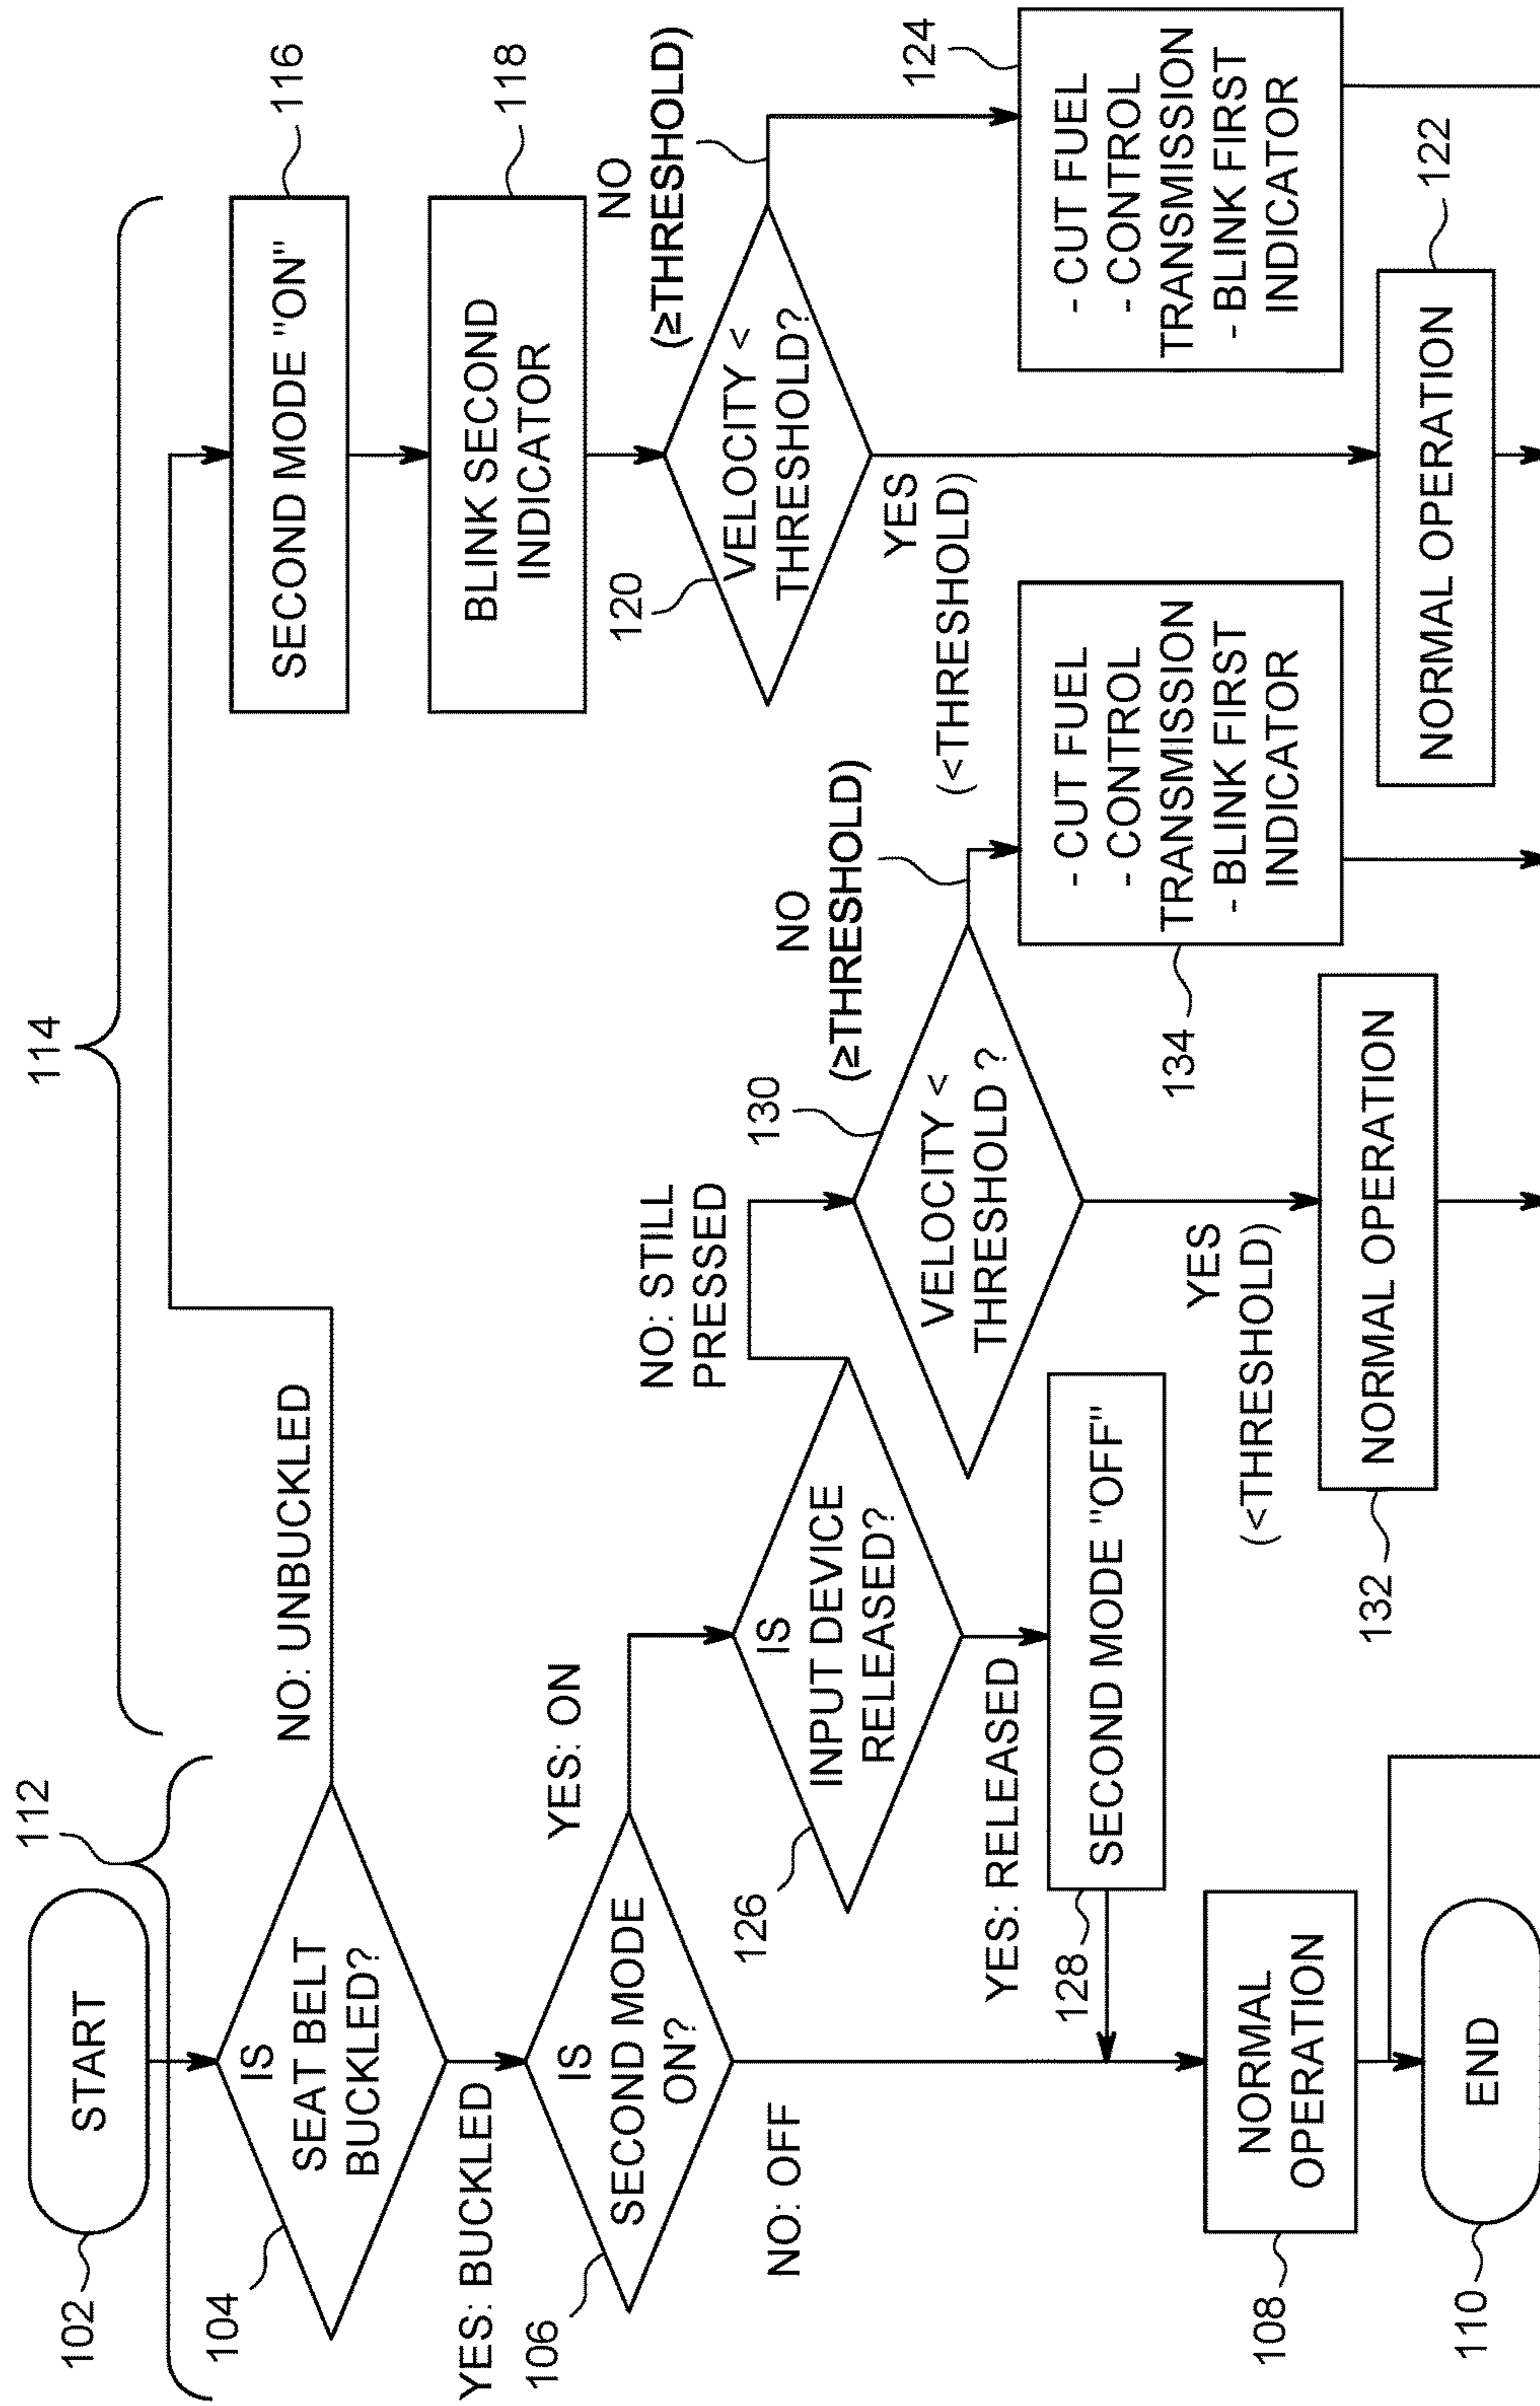 112
114
102
START
104
IS
SEAT BELT
BUCKLED?
NO: UNBUCKLED
YES: BUCKLED
SECOND MODE "ON"
116
BLINK SECOND
INDICATOR
118
106
IS
SECOND MODE
ON?
YES: ON
NO: OFF
126
IS
INPUT DEVICE
RELEASED?
NO: STILL
PRESSED
YES: RELEASED
120
VELOCITY <
THRESHOLD?
NO
(≥THRESHOLD)
YES
(<THRESHOLD)
130
VELOCITY <
THRESHOLD ?
NO
(≥THRESHOLD)
YES
(<THRESHOLD)
128
SECOND MODE "OFF"
134
- CUT FUEL
- CONTROL
TRANSMISSION
- BLINK FIRST
INDICATOR
124
- CUT FUEL
- CONTROL
TRANSMISSION
- BLINK FIRST
INDICATOR
108
NORMAL
OPERATION
132
NORMAL OPERATION
NORMAL OPERATION
122
110
END